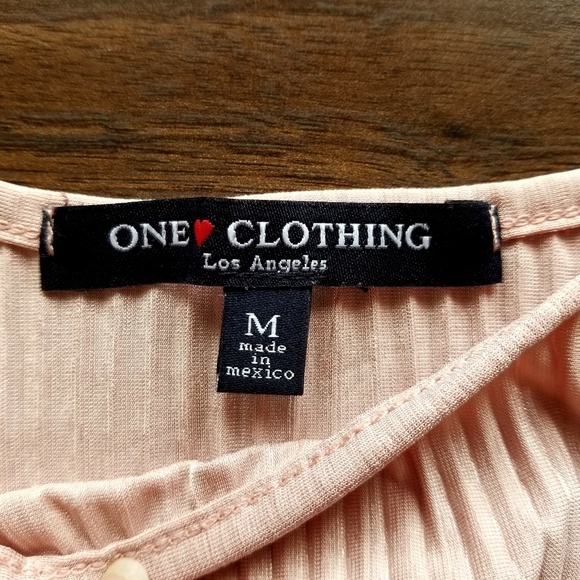 ONE CLOTHING
Los Angeles
M
made
in
mexico